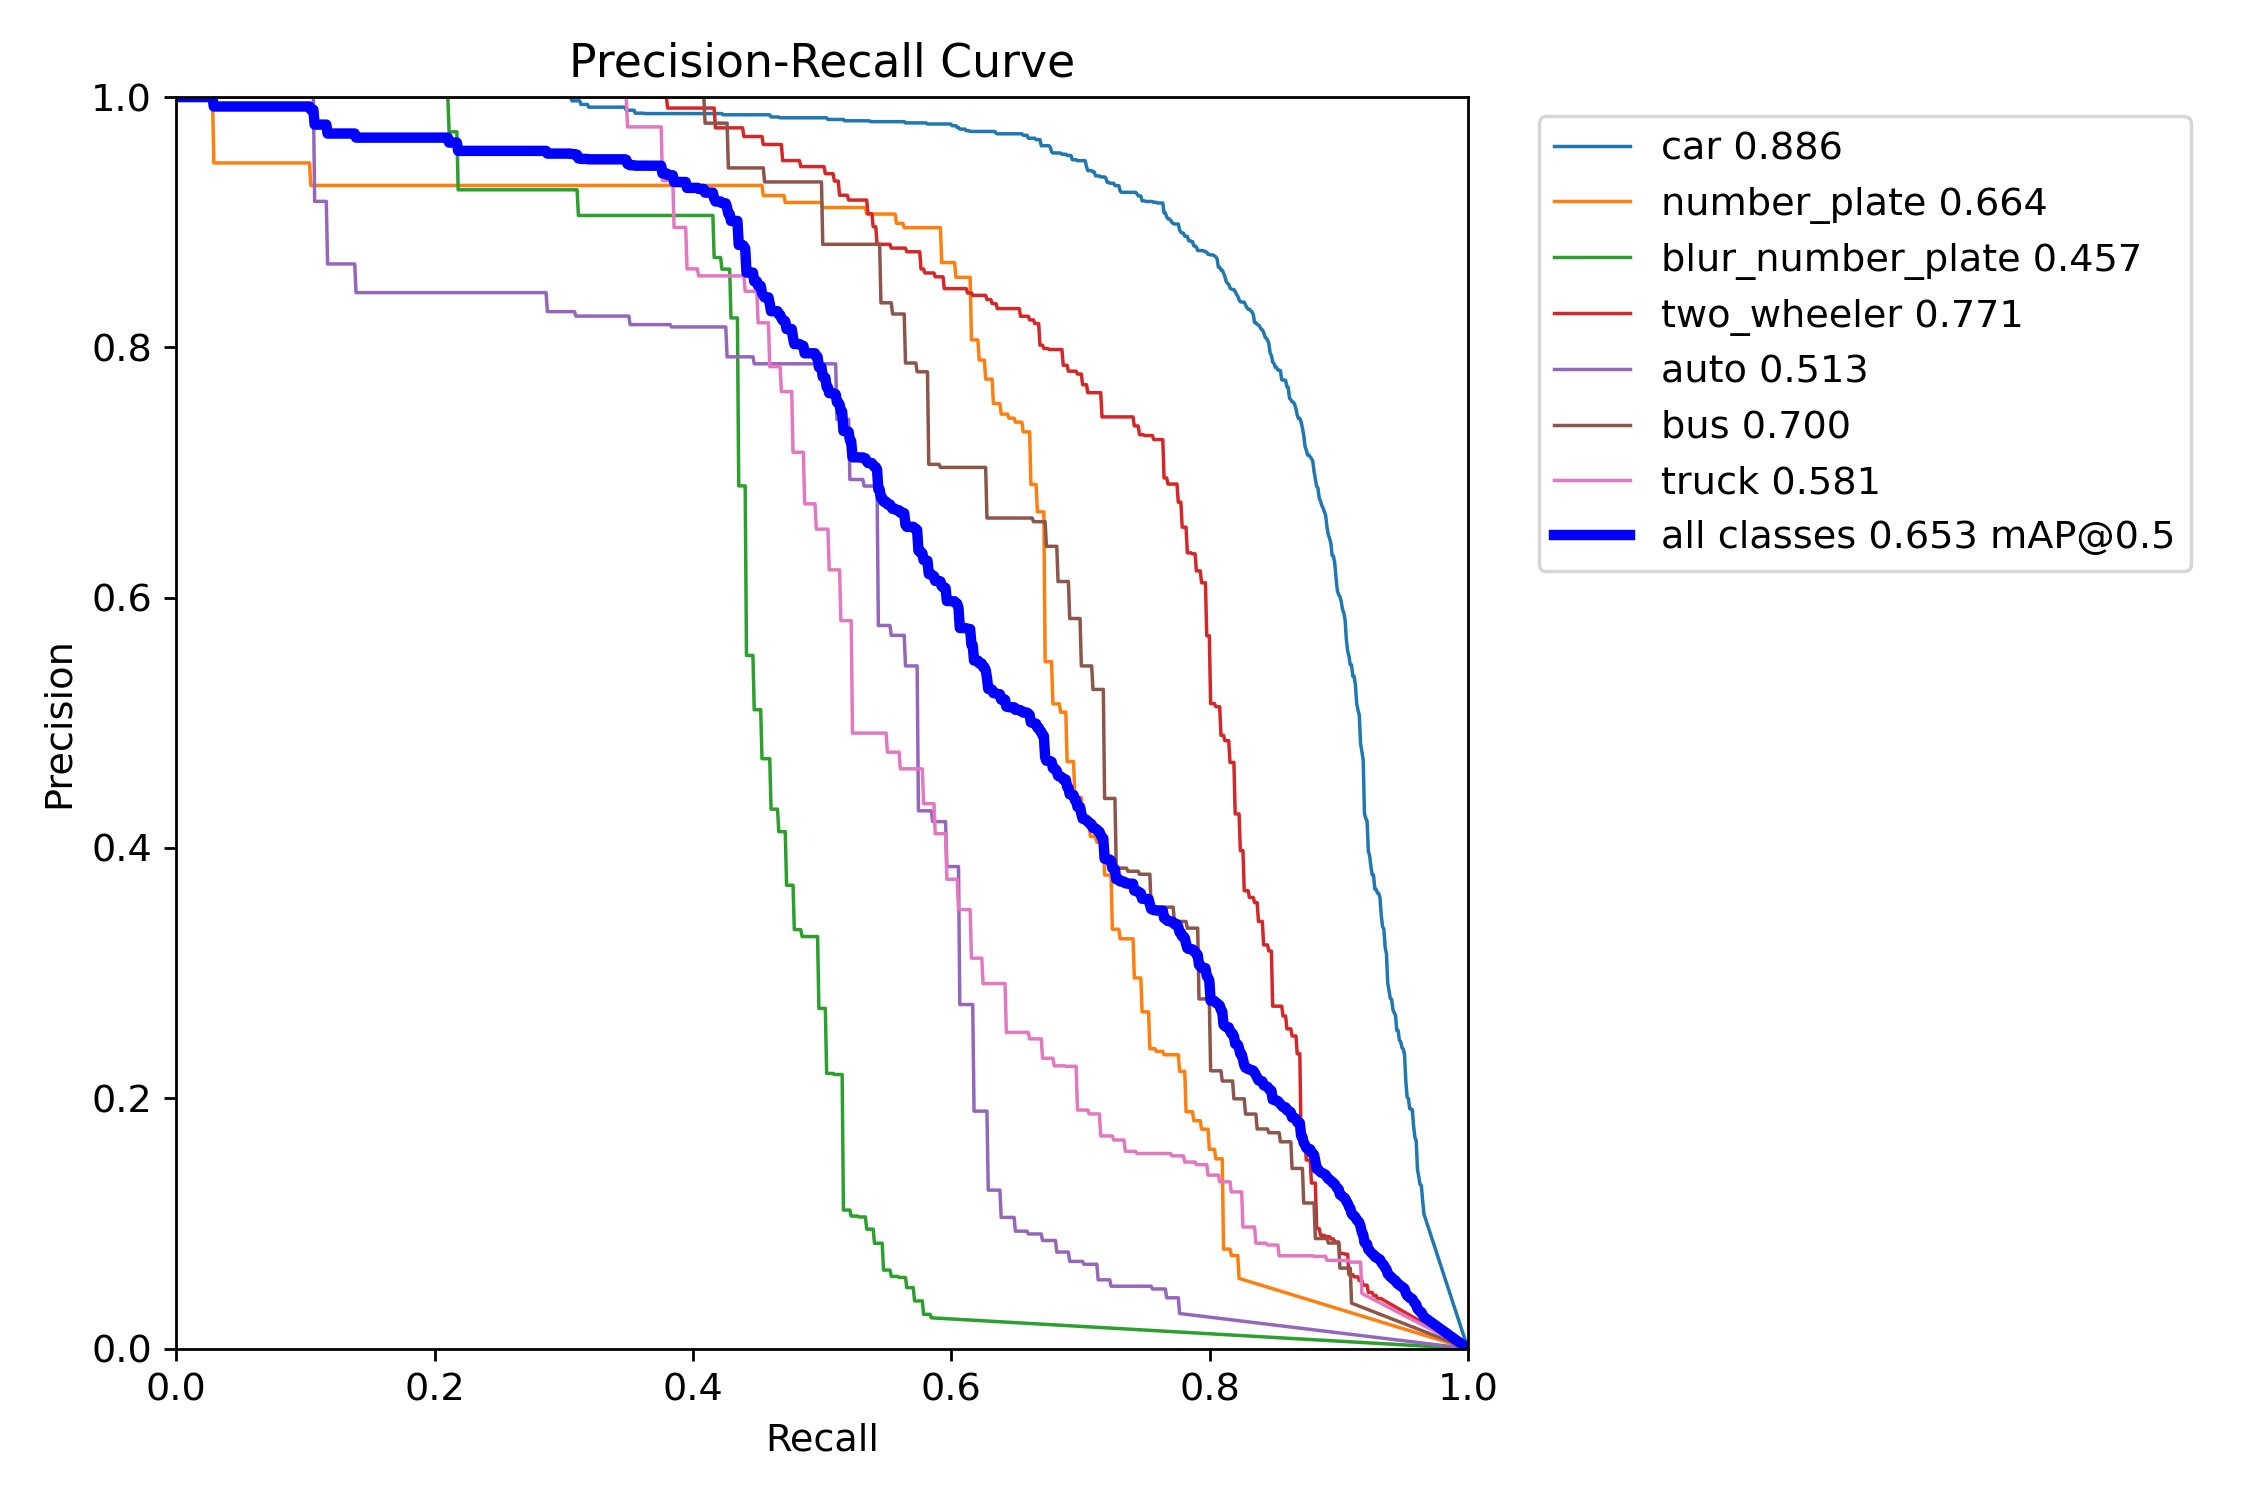 Precision-Recall Curve
1.0
0.8
0.6
0.4
0.2
0.0
Precision
0.0 0.2 0.4 0.6 0.8 1.0
Recall
car 0.886
number_plate 0.664
blur_number_plate 0.457
two_wheeler 0.771
auto 0.513
bus 0.700
truck 0.581
all classes 0.653 mAP@0.5